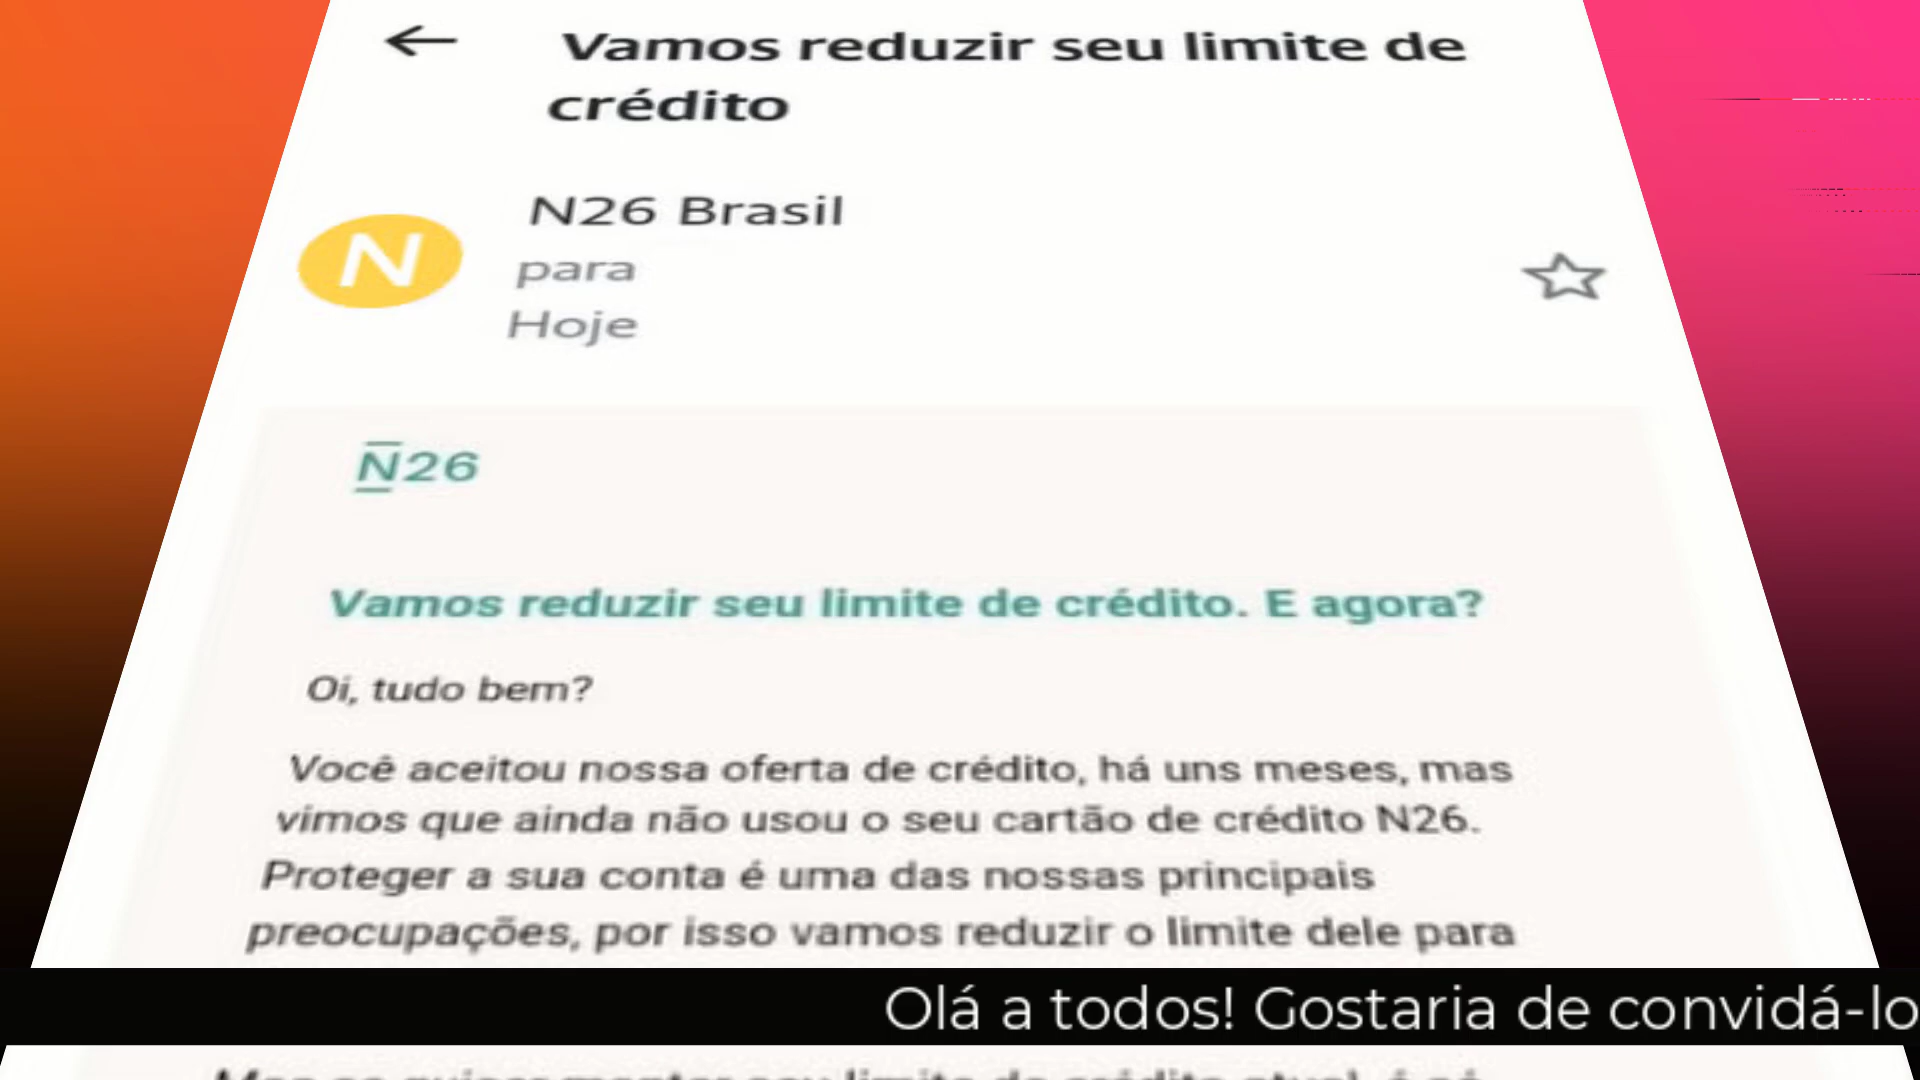 Vamos reduzir seu limite de
crédito
N26 Brasil
para
Hoje
N
N26
Vamos reduzir seu limite de crédito. E agora?
Oi, tudo bem?
Você aceitou nossa oferta de crédito, há uns meses, mas
vimos que ainda não usou o seu cartão de crédito N26.
Proteger a sua conta é uma das nossas principais
preocupações, por isso vamos reduzir o limite dele para
Olá a todos! Gostaria de convidá-lo